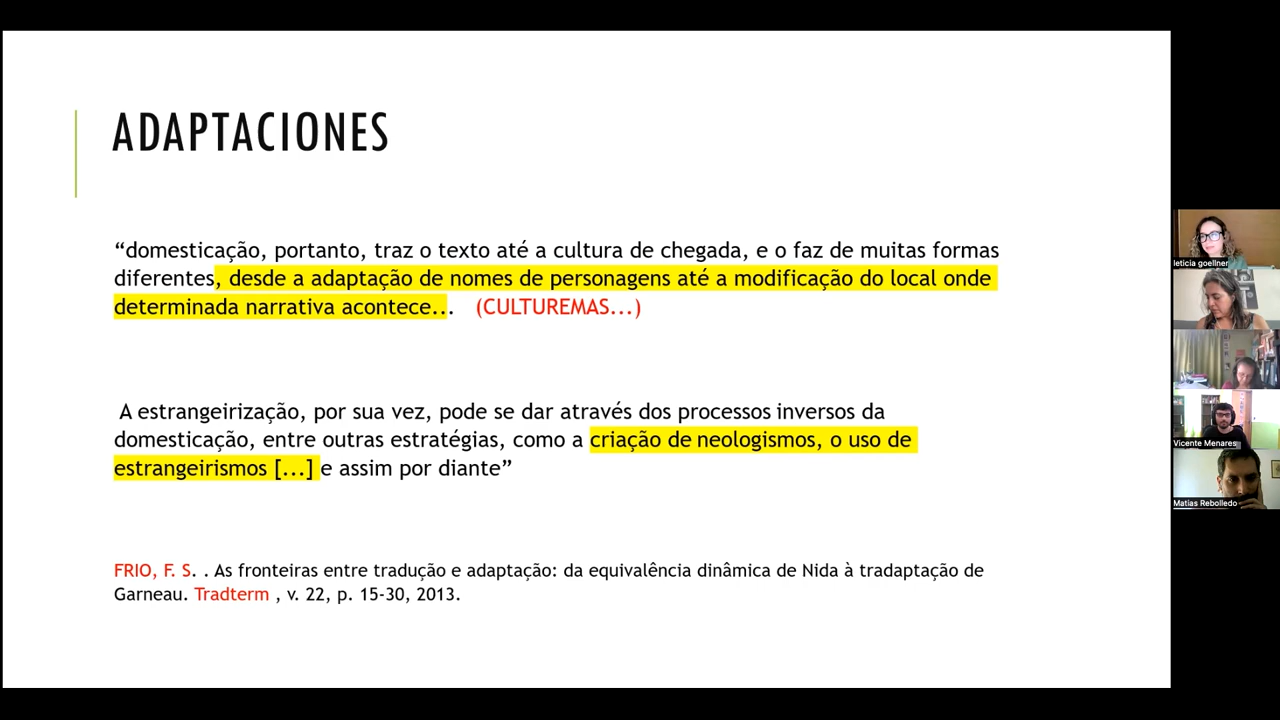 ADAPTACIONES
“domesticação, portanto, traz o texto até a cultura de chegada, e o faz de muitas formas
diferentes, desde a adaptação de nomes de personagens até a modificação do local onde
determinada narrativa acontece... (CULTUREMAS...)
A estrangeirização, por sua vez, pode se dar através dos processos inversos da
domesticação, entre outras estratégias, como a criação de neologismos, o uso de
estrangeirismos [...] e assim por diante”
FRIO, F. S. . As fronteiras entre tradução e adaptação: da equivalência dinâmica de Nida à tradaptação de
Garneau. Tradterm , v. 22, p. 15-30, 2013.
leticia goellner
Vicente Menares
Matias Rebolledo